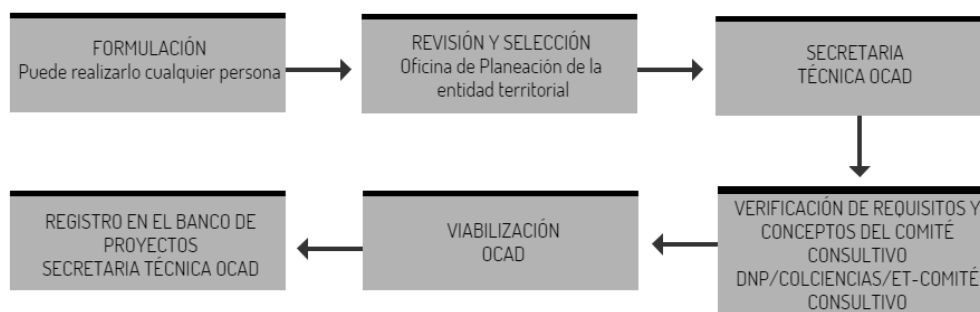 FORMULACIÓN
Puede realizarlo cualquier persona
REVISIÓN Y SELECCIÓN
Oficina de Planeación de la
entidad territorial
SECRETARIA
TÉCNICA OCAD
VERIFICACIÓN DE REQUISITOS Y
CONCEPTOS DEL COMITÉ
CONSULTIVO
DNP/COLCIENCIAS/ET-COMITÉ
CONSULTIVO
VIABILIZACIÓN
OCAD
REGISTRO EN EL BANCO DE
PROYECTOS
SECRETARIA TÉCNICA OCAD